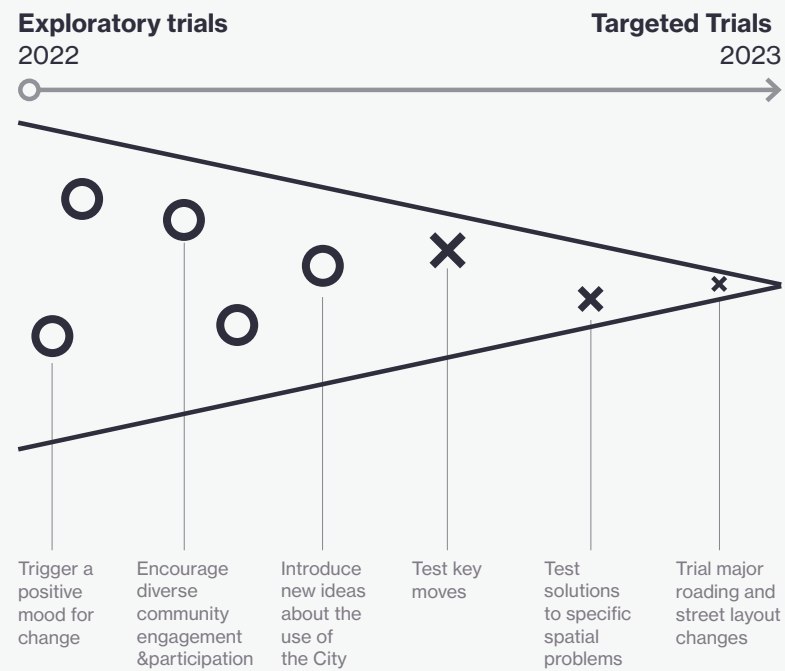 Exploratory trials
2022
Targeted Trials
2023
Trigger a
positive
mood for
change
Encourage
diverse
community
engagement
&participation
Introduce
new ideas
about the
use of
the City
Test key
moves
Test
solutions
to specific
spatial
problems
Trial major
roading and
street layout
changes